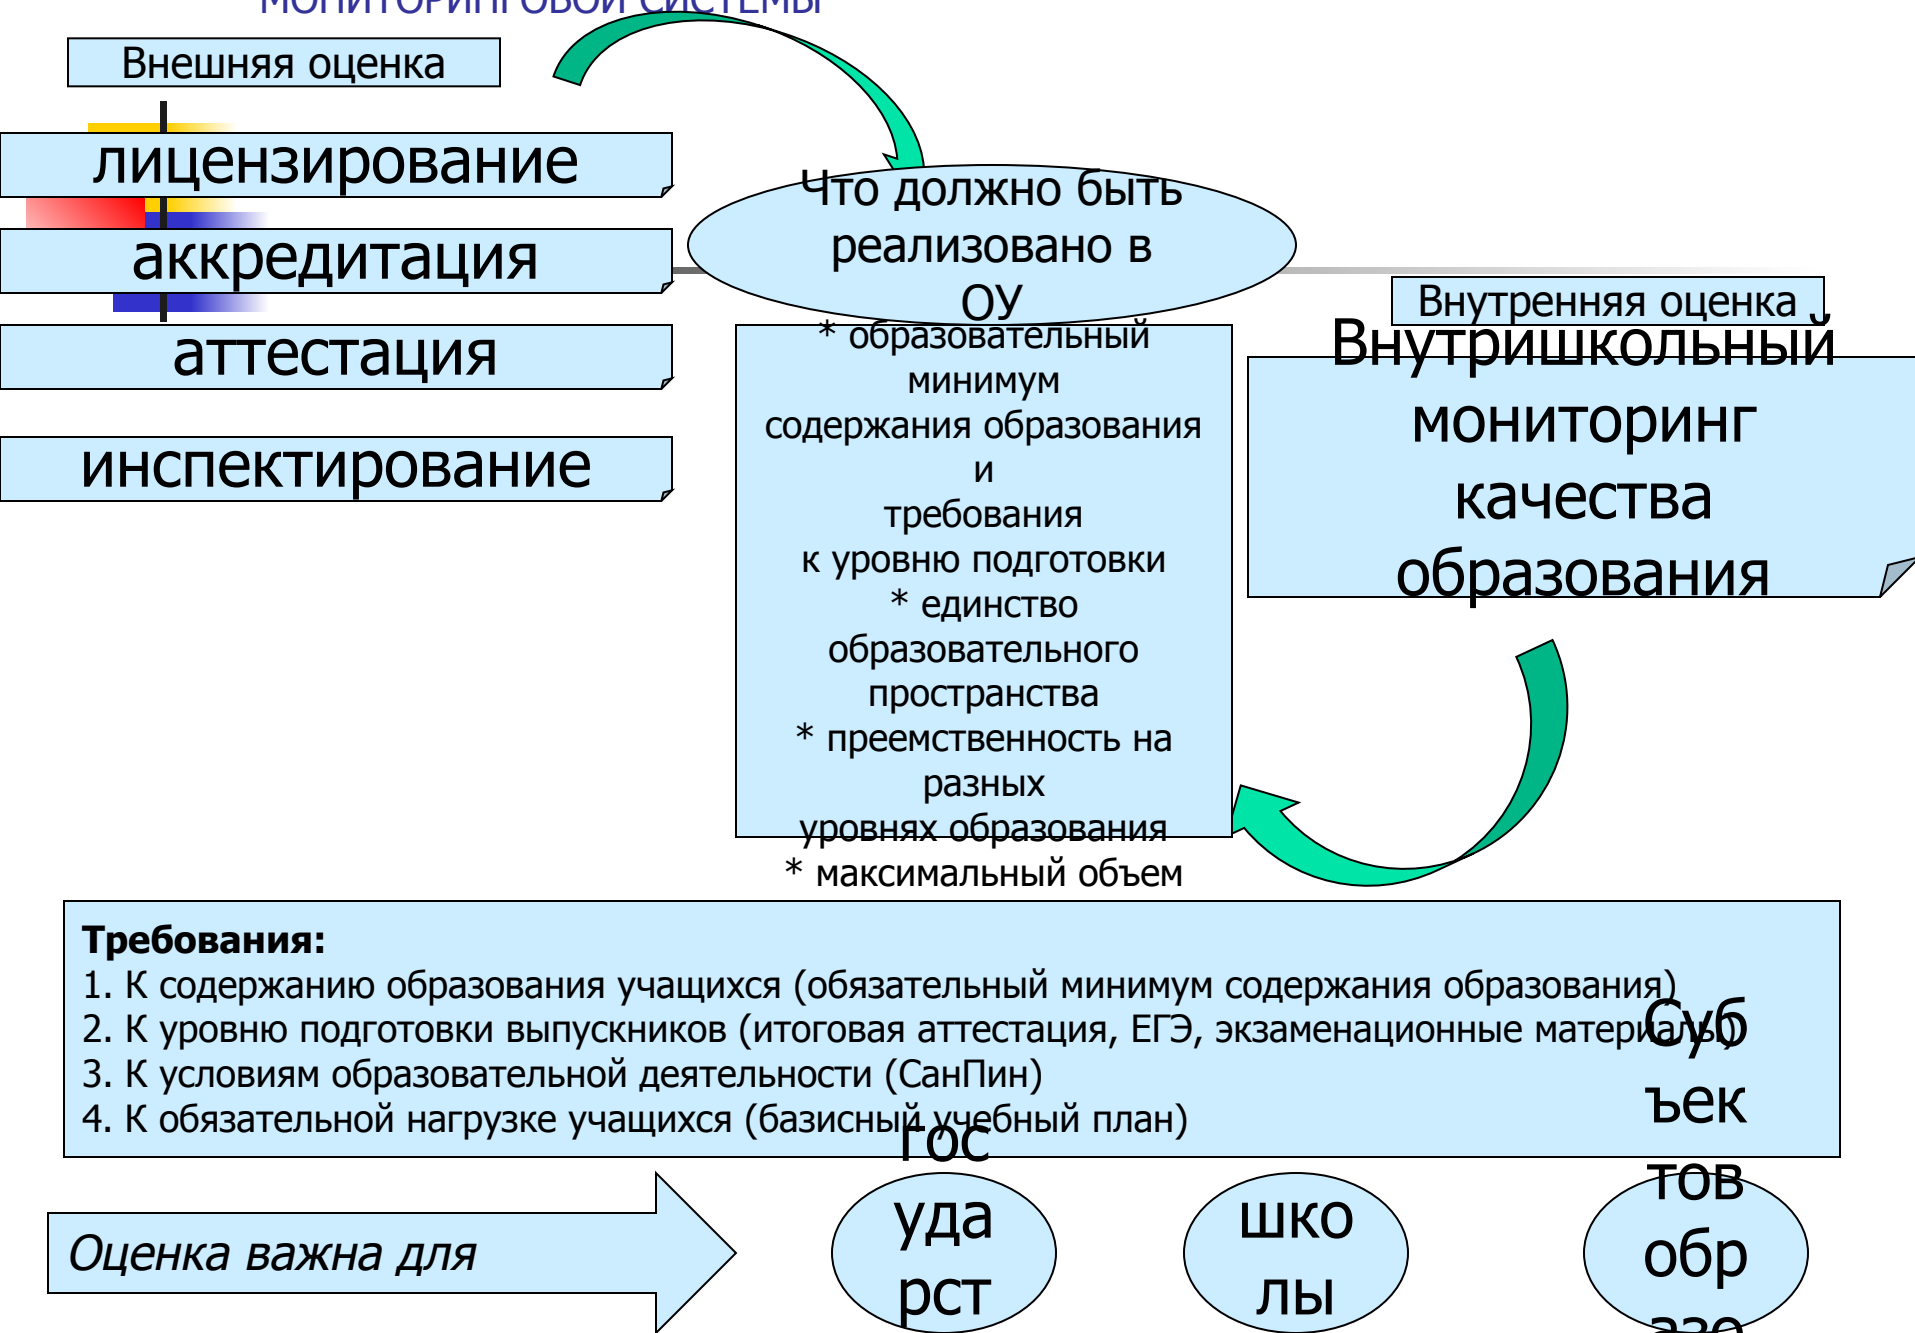 МОНИТОРИНГОВОЙ СИСТЕМЫ
Внешняя оценка
лицензирование
аккредитация
аттестация
инспектирование
Что должно быть
реализовано в
ОУ
* образовательный
минимум
содержания образования
и
требования
к уровню подготовки
* единство
образовательного
пространства
* преемственность на
разных
уровнях образования
* максимальный объем
Внутренняя оценка
Внутришкольный
мониторинг
качества
образования
Требования:
1. К содержанию образования учащихся (обязательный минимум содержания образования)
2. К уровню подготовки выпускников (итоговая аттестация, ЕГЭ, экзаменационные материалы)
3. К условиям образовательной деятельности (СанПин)
4. К обязательной нагрузке учащихся (базисный учебный план)
Оценка важна для
гос
уда
рст
шко
лы
Суб
ъек
тов
обр
азо